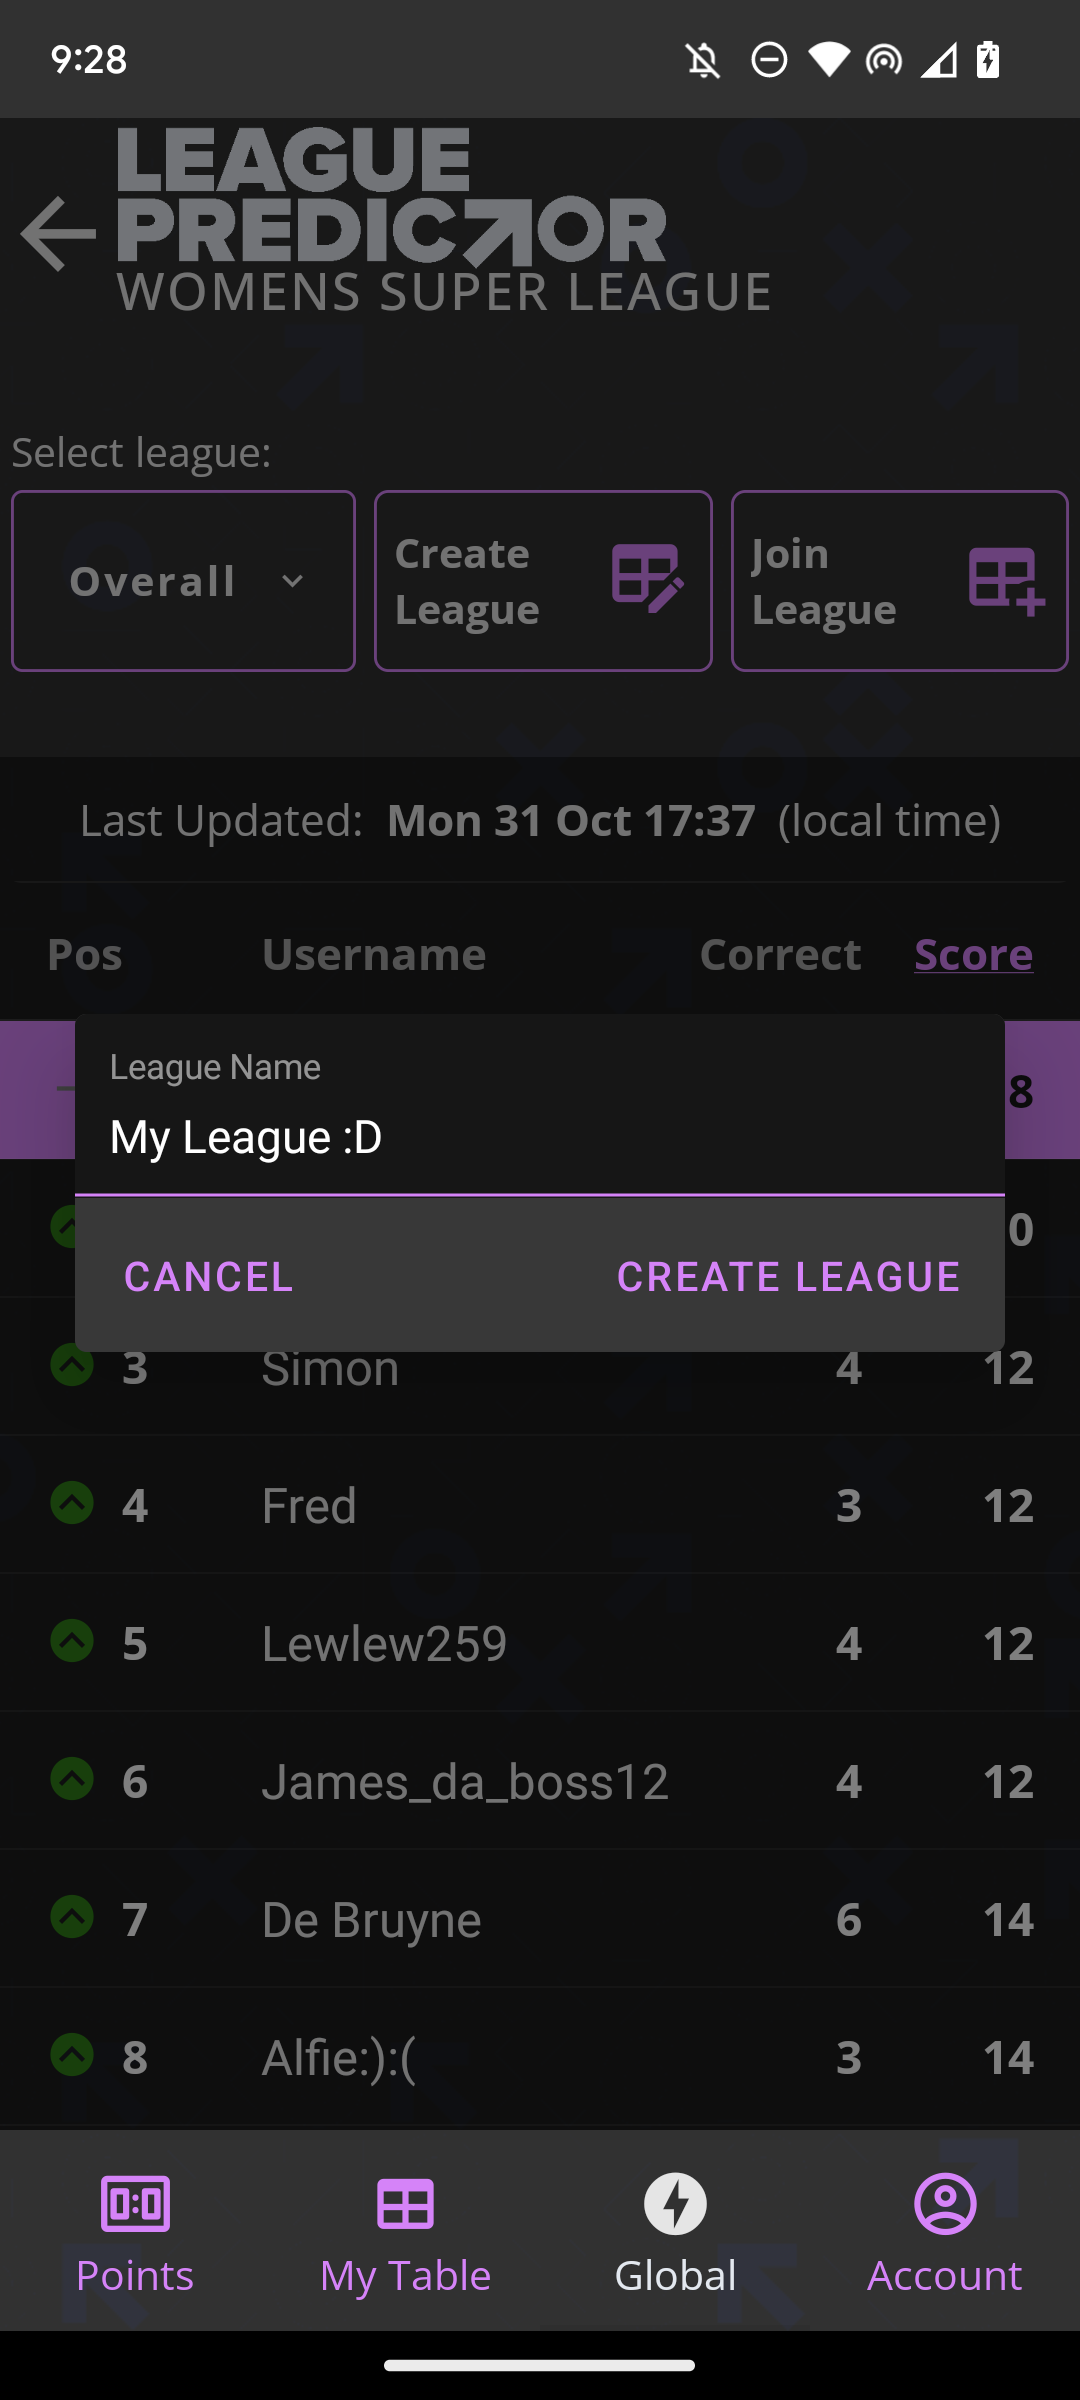 9:28
LEAGUE
PREDICTOR
WOMENS SUPER LEAGUE
Select league:
Overall
Create League
Join League
Last Updated: Mon 31 Oct 17:37 (local time)
Pos Username Correct Score
8
League Name
My League :D
0
CANCEL CREATE LEAGUE
3 Simon 4 12
4 Fred 3 12
5 Lewlew259 4 12
6 James_da_boss12 4 12
7 De Bruyne 6 14
8 Alfie:):( 3 14
Points My Table Global Account